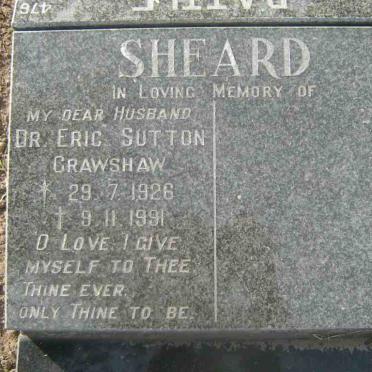 476
SHEARD
IN LOVING MEMORY OF
MY DEAR HUSBAND
DR. ERIC SUTTON
CRAWSHAW
* 29.7.1926
† 9.11.1991
O LOVE, I GIVE
MYSELF TO THEE
THINE EVER,
ONLY THINE TO BE.